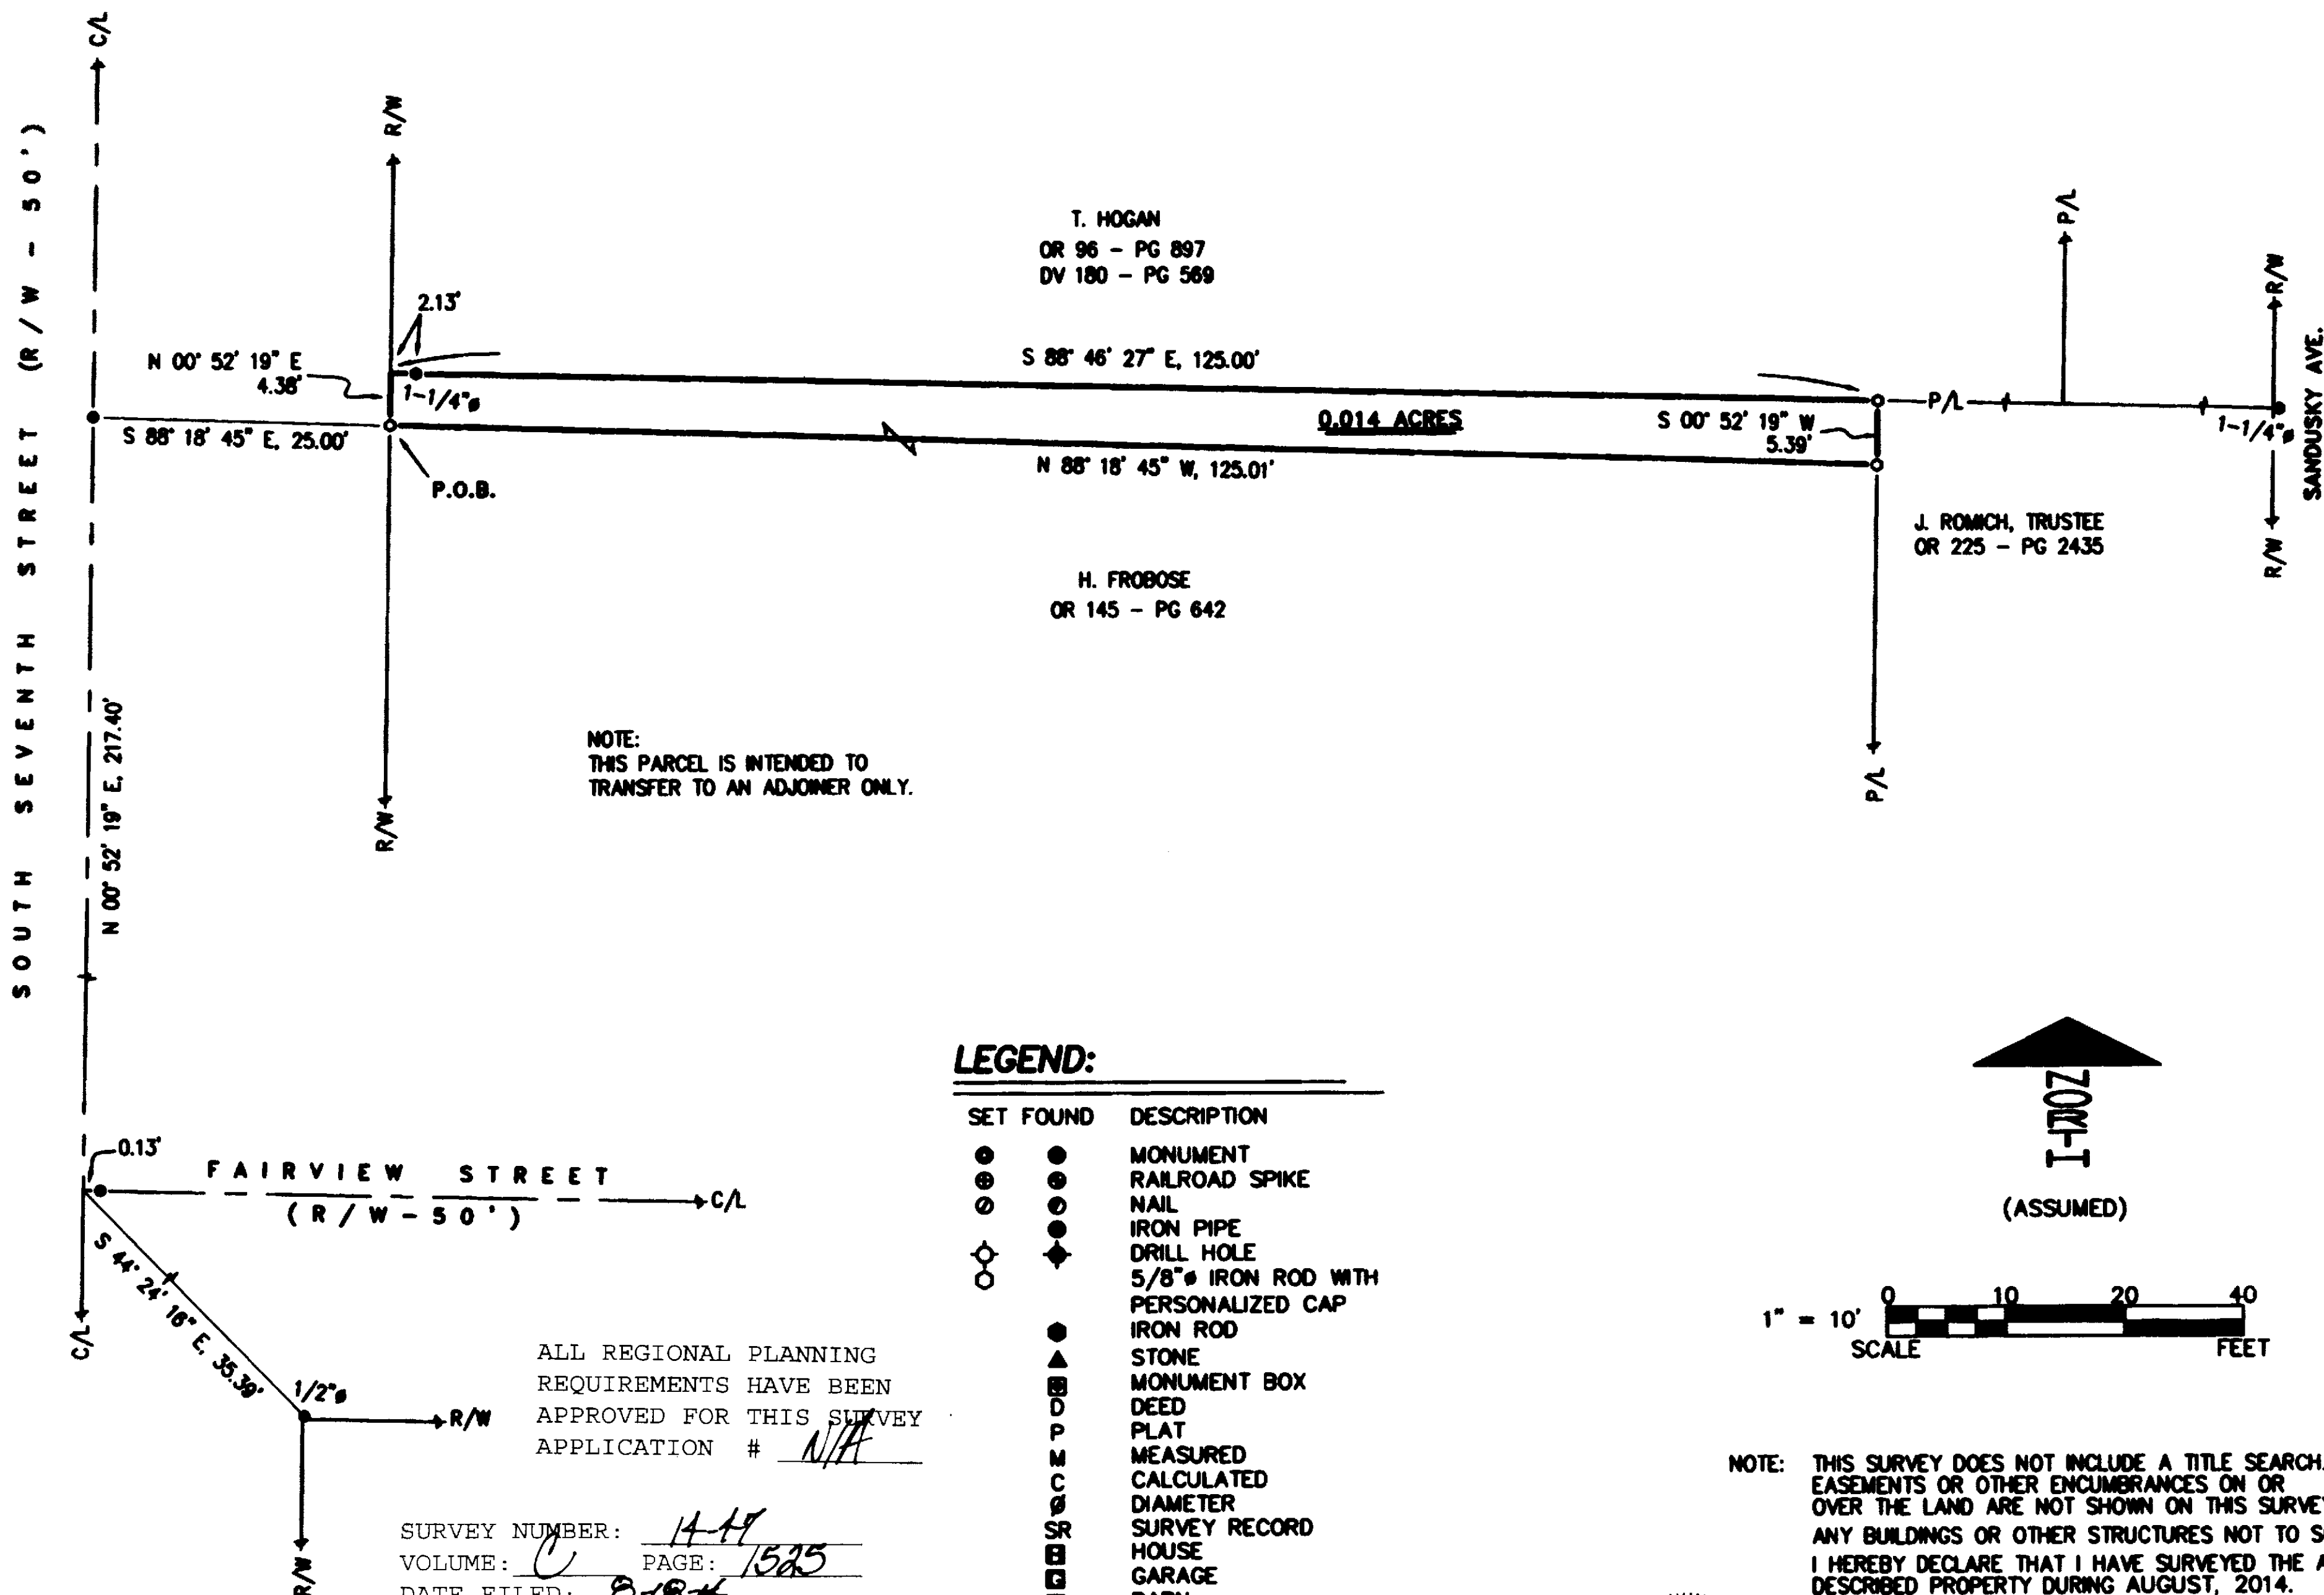 C/L
R/W
SOUTH SEVENTH STREET (R/W - 50')
T. HOGAN
OR 96 - PG 897
DV 180 - PG 569
P/L
R/W
SANDUSKY AVE.
2.13'
N 00° 52' 19" E
4.38'
1-1/4"ø
S 88° 46' 27" E, 125.00'
P/L
S 88° 18' 45" E, 25.00'
0.014 ACRES
S 00° 52' 19" W
5.39'
1-1/4"ø
N 88° 18' 45" W, 125.01'
P.O.B.
J. ROMICH, TRUSTEE
OR 225 - PG 2435
R/W
H. FROBOSE
OR 145 - PG 642
N 00° 52' 19" E, 217.40'
NOTE:
THIS PARCEL IS INTENDED TO
TRANSFER TO AN ADJOINER ONLY.
R/W
P/L
0.13'
FAIRVIEW STREET
(R/W-50')
C/L
S 44° 24' 16" E, 35.39'
C/L
1/2"ø
R/W
R/W
ALL REGIONAL PLANNING
REQUIREMENTS HAVE BEEN
APPROVED FOR THIS SURVEY
APPLICATION # N/A
SURVEY NUMBER: 14-47
VOLUME: C PAGE: 1525
DATE FILED:
LEGEND:
SET FOUND DESCRIPTION
MONUMENT
RAILROAD SPIKE
NAIL
IRON PIPE
DRILL HOLE
5/8"ø IRON ROD WITH
PERSONALIZED CAP
IRON ROD
STONE
MONUMENT BOX
D DEED
P PLAT
M MEASURED
C CALCULATED
Ø DIAMETER
SR SURVEY RECORD
H HOUSE
G GARAGE
NORTH
(ASSUMED)
1" = 10'
0 10 20 40
SCALE FEET
NOTE: THIS SURVEY DOES NOT INCLUDE A TITLE SEARCH.
EASEMENTS OR OTHER ENCUMBRANCES ON OR
OVER THE LAND ARE NOT SHOWN ON THIS SURVE
ANY BUILDINGS OR OTHER STRUCTURES NOT TO S
I HEREBY DECLARE THAT I HAVE SURVEYED THE A
DESCRIBED PROPERTY DURING AUGUST, 2014.